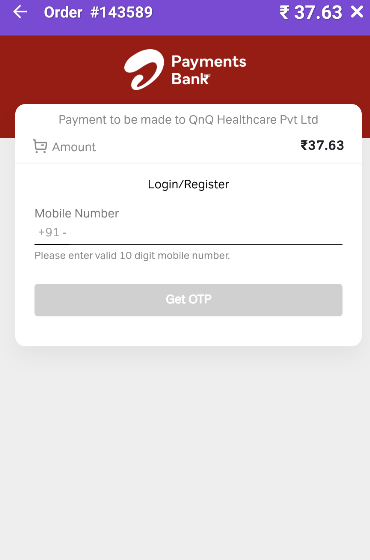 Order #143589 ₹ 37.63
Payments
Bank
Payment to be made to QnQ Healthcare Pvt Ltd
Amount ₹37.63
Login/Register
Mobile Number
+91 -
Please enter valid 10 digit mobile number.
Get OTP